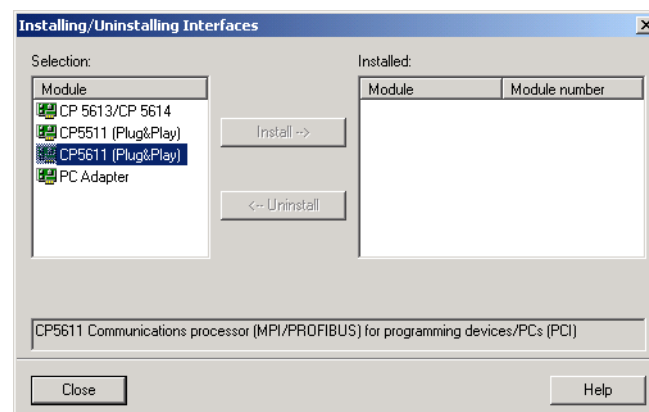 Installing/Uninstalling Interfaces
Selection:
Installed:
Module
Module
Module number
CP 5613/CP 5614
CP5511 (Plug&Play)
CP5611 (Plug&Play)
PC Adapter
Install -->
<-- Uninstall
CP5611 Communications processor (MPI/PROFIBUS) for programming devices/PCs (PCI)
Close
Help